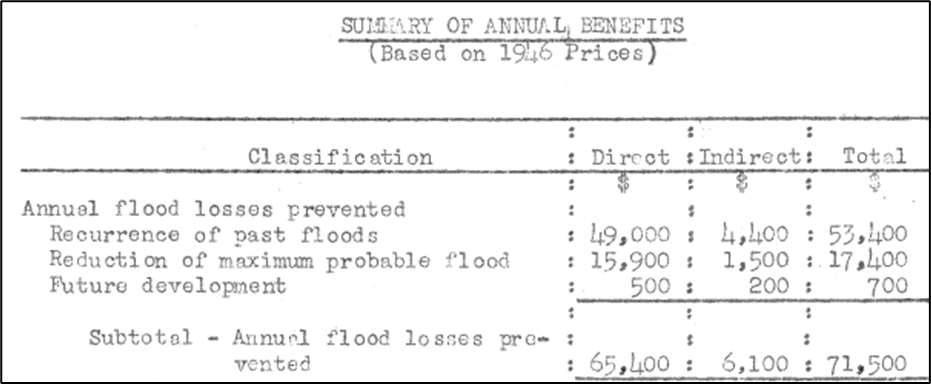 SUMMARY OF ANNUAL BENEFITS
(Based on 1946 Prices)
Classification : Direct : Indirect : Total
: $ : $ : $
Annual flood losses prevented : : :
Recurrence of past floods : 49,000 : 4,400 : 53,400
Reduction of maximum probable flood : 15,900 : 1,500 : 17,400
Future development : 500 : 200 : 700
Subtotal - Annual flood losses pre- : : :
vented : 65,400 : 6,100 : 71,500